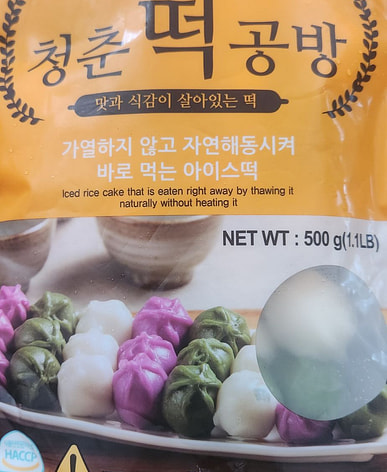 청춘 떡 공방
맛과 식감이 살아있는 떡
가열하지 않고 자연해동시켜
바로 먹는 아이스떡
Iced rice cake that is eaten right away by thawing it
naturally without heating it
NET WT : 500 g(1.1LB)
HACCP